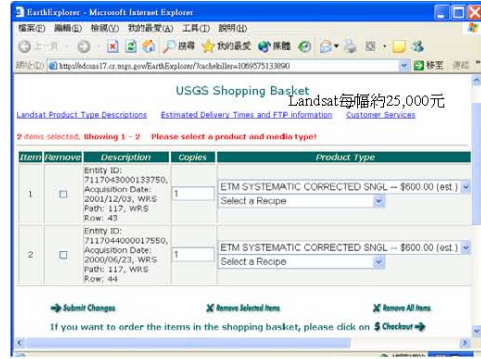 EarthExplorer - Microsoft Internet Explorer
檔案(F) 編輯(E) 檢視(V) 我的最愛(A) 工具(T) 說明(H)
上一頁 搜尋 我的最愛 媒體
網址(D) http://edcsns17.cr.usgs.gov/EarthExplorer/?cachekiller=1069575133890 移至 連結
USGS Shopping Basket
Landsat每幅約25,000元
Landsat Product Type Descriptions Estimated Delivery Times and FTP information Customer Services
2 items selected, Showing 1 - 2 Please select a product and media type!
Item Remove Description Copies Product Type
Entity ID:
7117043000133750,
Acquisition Date:
1 2001/12/03, WRS 1 ETM SYSTEMATIC CORRECTED SNGL -- $600.00 (est.)
Path: 117, WRS Select a Recipe
Row: 43
Entity ID:
7117044000017550,
Acquisition Date:
2 2000/06/23, WRS 1 ETM SYSTEMATIC CORRECTED SNGL -- $600.00 (est.)
Path: 117, WRS Select a Recipe
Row: 44
Submit Changes Remove Selected Items Remove All Items
If you want to order the items in the shopping basket, please click on $ Checkout